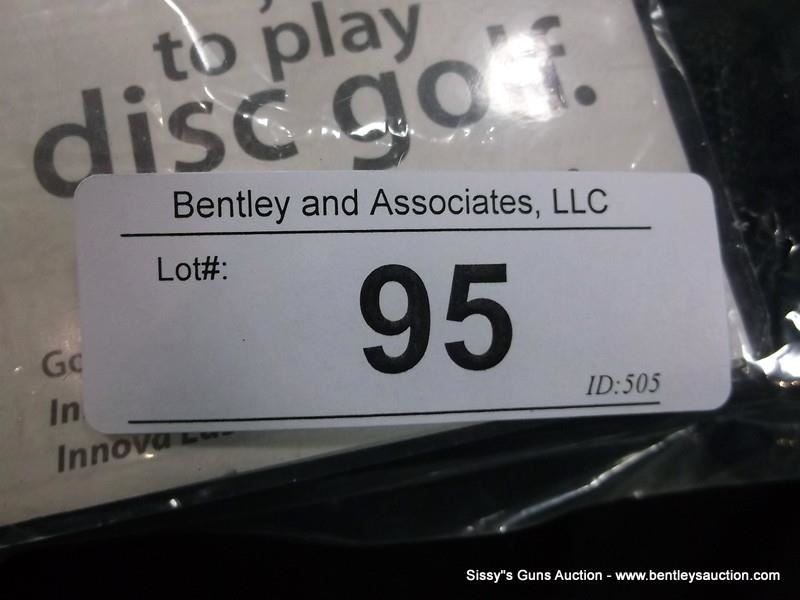 to play
disc golf.
Bentley and Associates, LLC
Lot#:
95
ID:505
Innova
Sissy"s Guns Auction - www.bentleysauction.com